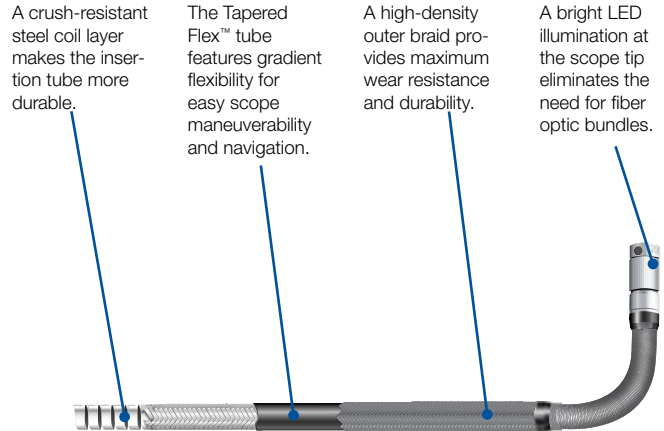 A crush-resistant
steel coil layer
makes the inser-
tion tube more
durable.
The Tapered
Flex™ tube
features gradient
flexibility for
easy scope
maneuverability
and navigation.
A high-density
outer braid pro-
vides maximum
wear resistance
and durability.
A bright LED
illumination at
the scope tip
eliminates the
need for fiber
optic bundles.